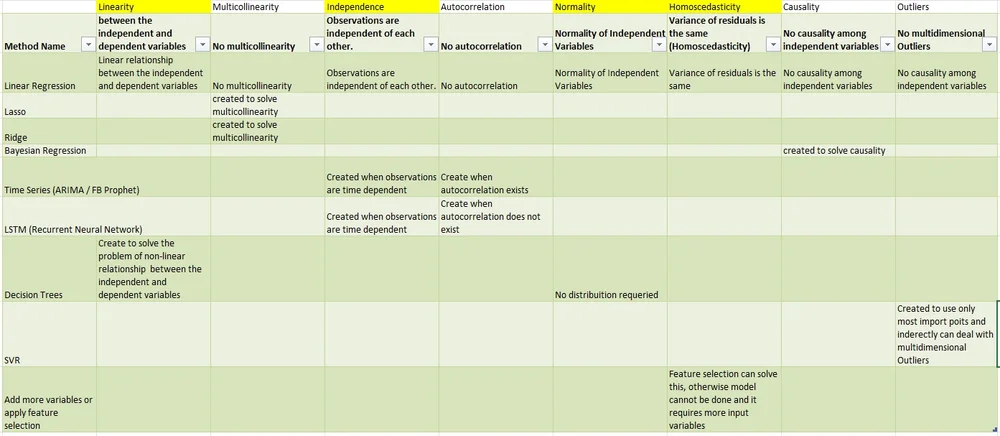 Linearity
Multicollinearity
Independence
Autocorrelation
Normality
Homoscedasticity
Causality
Outliers
Method Name
between the
independent and
dependent variables
No multicollinearity
Observations are
independent of each
other.
No autocorrelation
Normality of Independent
Variables
Variance of residuals is
the same
(Homoscedasticity)
No causality among
independent variables
No multidimensional
Outliers
Linear Regression
Linear relationship
between the independent
and dependent variables
No multicollinearity
Observations are
independent of each other.
No autocorrelation
Normality of Independent
Variables
Variance of residuals is the
same
No causality among
independent variables
No causality among
independent variables
Lasso
created to solve
multicollinearity
Ridge
created to solve
multicollinearity
Bayesian Regression
created to solve causality
Time Series (ARIMA / FB Prophet)
Created when observations
are time dependent
Create when
autocorrelation exists
LSTM (Recurrent Neural Network)
Created when observations
are time dependent
Create when
autocorrelation does not
exist
Decision Trees
Create to solve the
problem of non-linear
relationship between the
independent and
dependent variables
No distribuition requeried
SVR
Created to use only
most import poits and
inderectly can deal with
multidimensional
Outliers
Add more variables or
apply feature
selection
Feature selection can solve
this, otherwise model
cannot be done and it
requires more input
variables